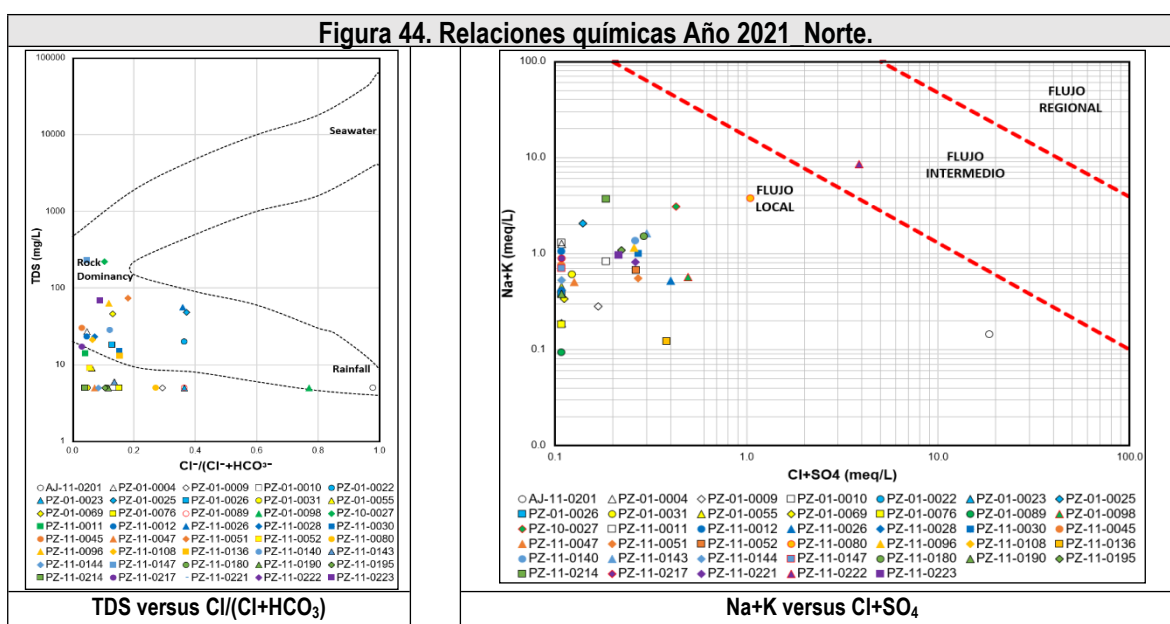 Figura 44. Relaciones químicas Año 2021_Norte.
100000
10000
1000
100
10
1
TDS (mg/L)
Seawater
Rock
Dominancy
Rainfall
0.0 0.2 0.4 0.6 0.8 1.0
Cl⁻/(Cl⁻+HCO³⁻
AJ-11-0201 PZ-01-0004 PZ-01-0009 PZ-01-0010 PZ-01-0022
PZ-01-0023 PZ-01-0025 PZ-01-0026 PZ-01-0031 PZ-01-0055
PZ-01-0069 PZ-01-0076 PZ-01-0089 PZ-01-0098 PZ-10-0027
PZ-11-0011 PZ-11-0012 PZ-11-0026 PZ-11-0028 PZ-11-0030
PZ-11-0045 PZ-11-0047 PZ-11-0051 PZ-11-0052 PZ-11-0080
PZ-11-0096 PZ-11-0108 PZ-11-0136 PZ-11-0140 PZ-11-0143
PZ-11-0144 PZ-11-0147 PZ-11-0180 PZ-11-0190 PZ-11-0195
PZ-11-0214 PZ-11-0217 PZ-11-0221 PZ-11-0222 PZ-11-0223
TDS versus Cl/(Cl+HCO₃)
100.0
10.0
1.0
0.1
0.0
Na+K (meq/L)
FLUJO
REGIONAL
FLUJO
INTERMEDIO
FLUJO
LOCAL
0.1 1.0 10.0 100.0
Cl+SO4 (meq/L)
AJ-11-0201 PZ-01-0004 PZ-01-0009 PZ-01-0010 PZ-01-0022 PZ-01-0023 PZ-01-0025
PZ-01-0026 PZ-01-0031 PZ-01-0055 PZ-01-0069 PZ-01-0076 PZ-01-0089 PZ-01-0098
PZ-10-0027 PZ-11-0011 PZ-11-0012 PZ-11-0026 PZ-11-0028 PZ-11-0030 PZ-11-0045
PZ-11-0047 PZ-11-0051 PZ-11-0052 PZ-11-0080 PZ-11-0096 PZ-11-0108 PZ-11-0136
PZ-11-0140 PZ-11-0143 PZ-11-0144 PZ-11-0147 PZ-11-0180 PZ-11-0190 PZ-11-0195
PZ-11-0214 PZ-11-0217 PZ-11-0221 PZ-11-0222 PZ-11-0223
Na+K versus Cl+SO₄